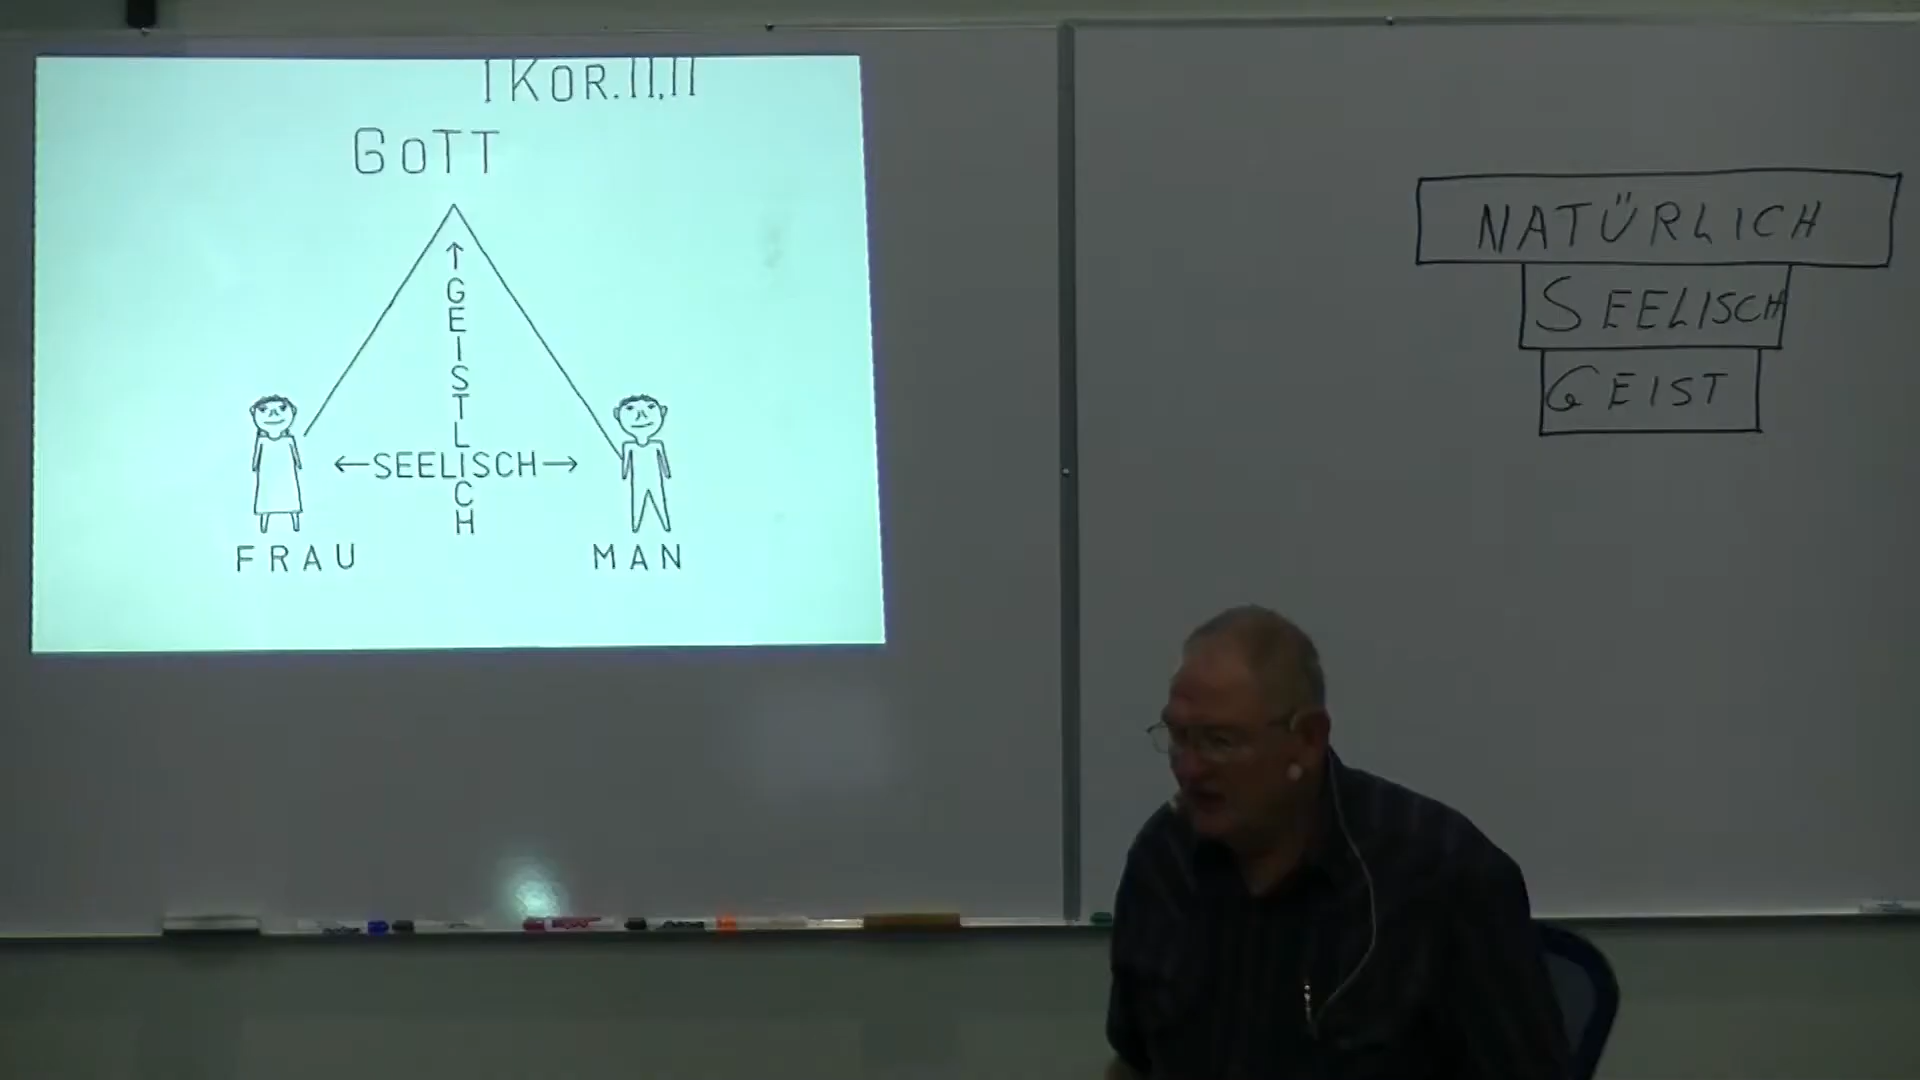 1 KOR. 11,11
GOTT
GEISTLICH
←SEELISCH→
FRAU
MAN
NATÜRLICH
SEELISCH
GEIST